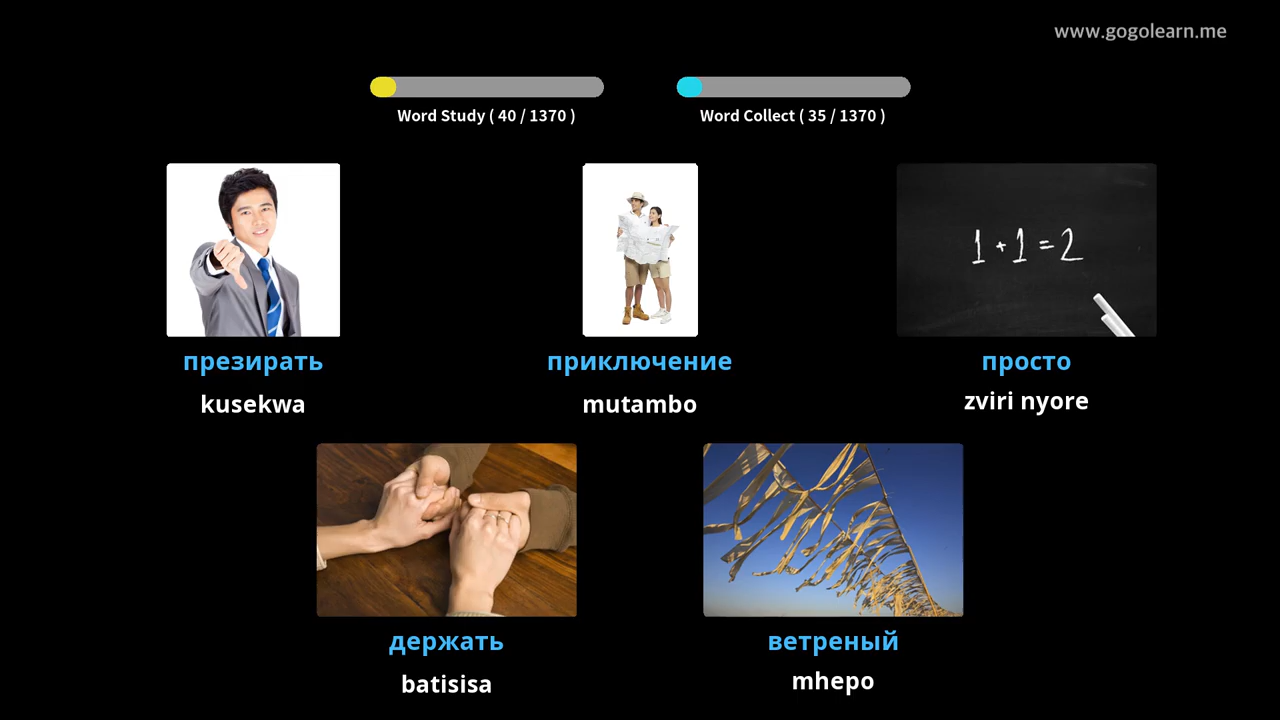 www.gogolearn.me
Word Study ( 40 / 1370 )
Word Collect ( 35 / 1370 )
1 + 1 = 2
презирать
kusekwa
приключение
mutambo
просто
zviri nyore
держать
batisisa
ветреный
mhepo